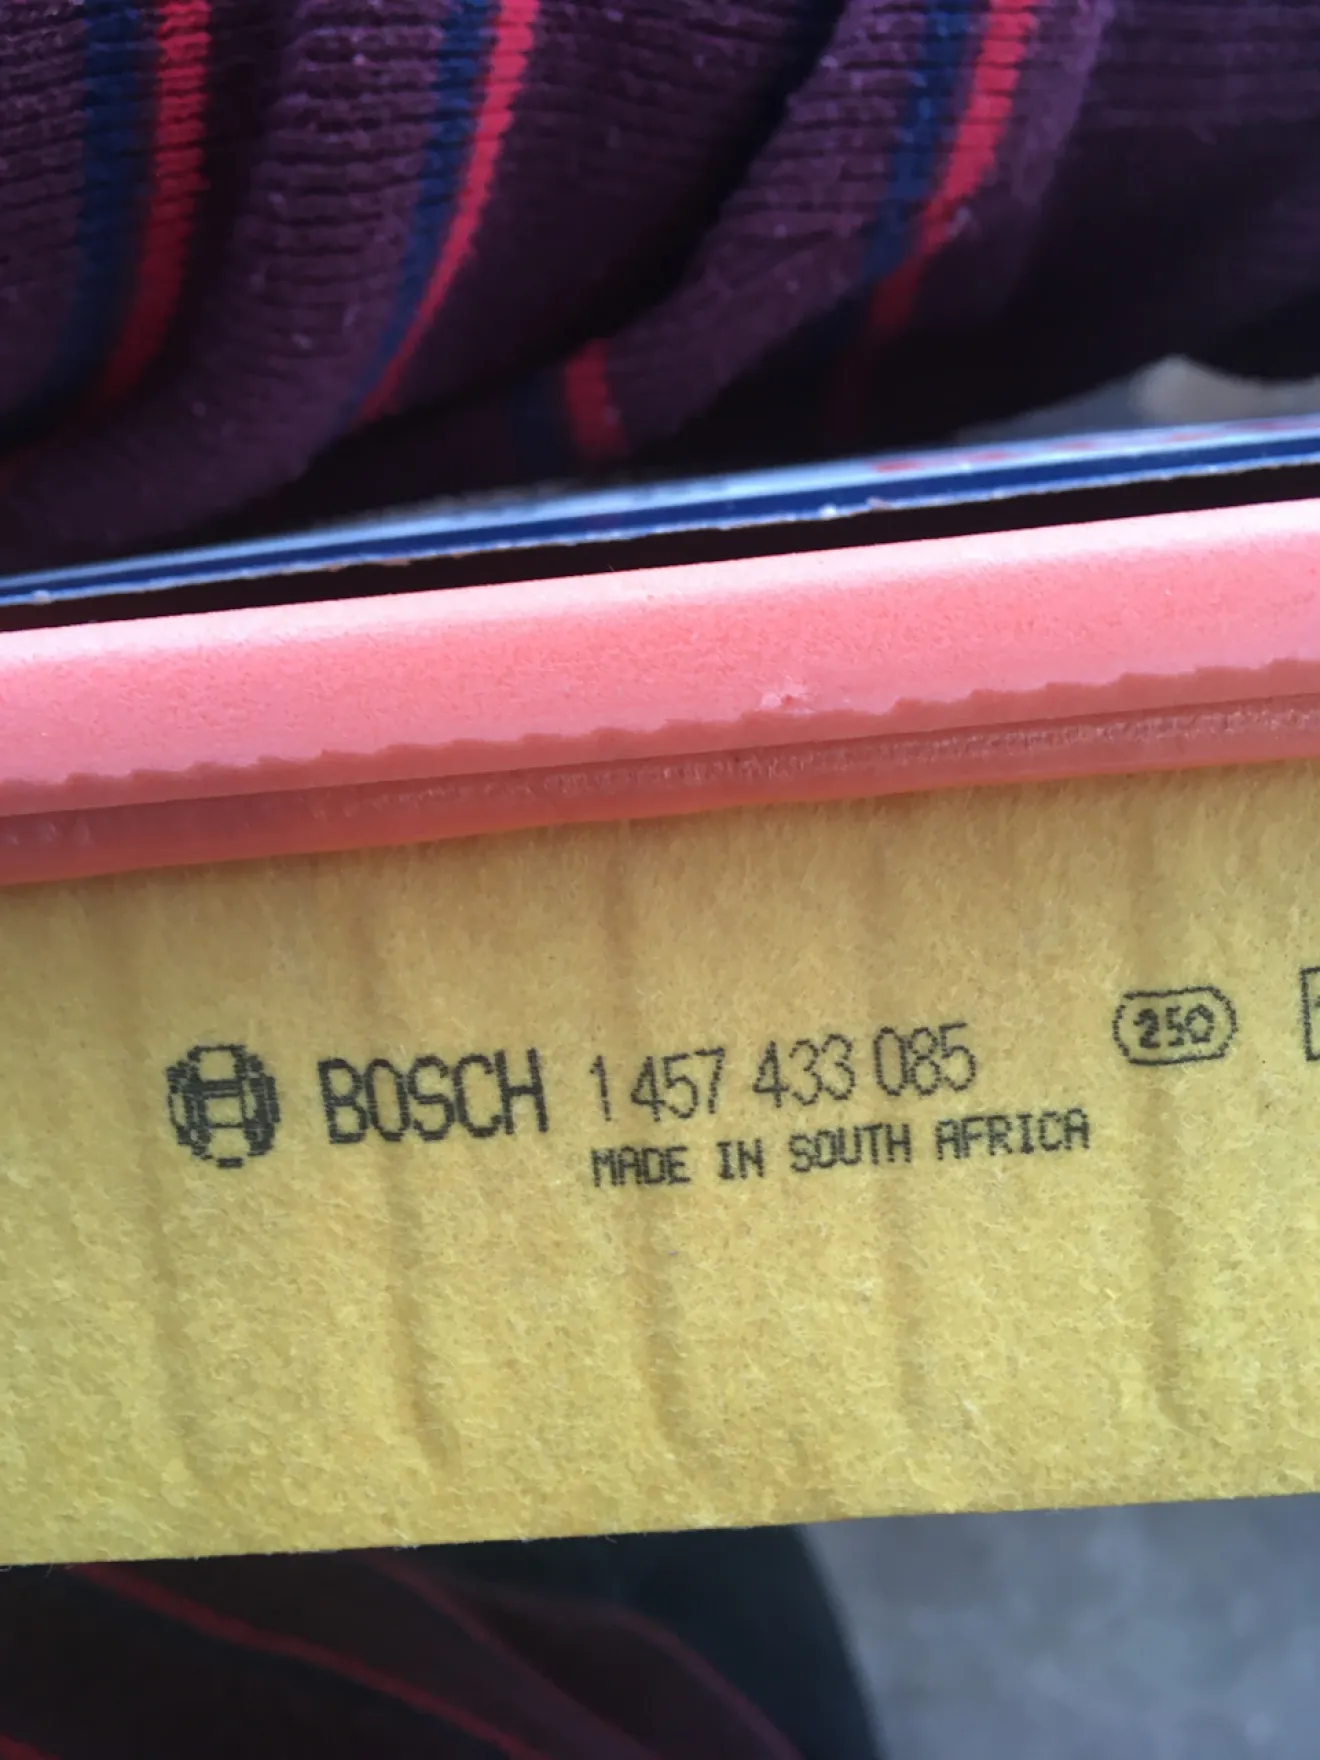 BOSCH 1 457 433 085 250
MADE IN SOUTH AFRICA